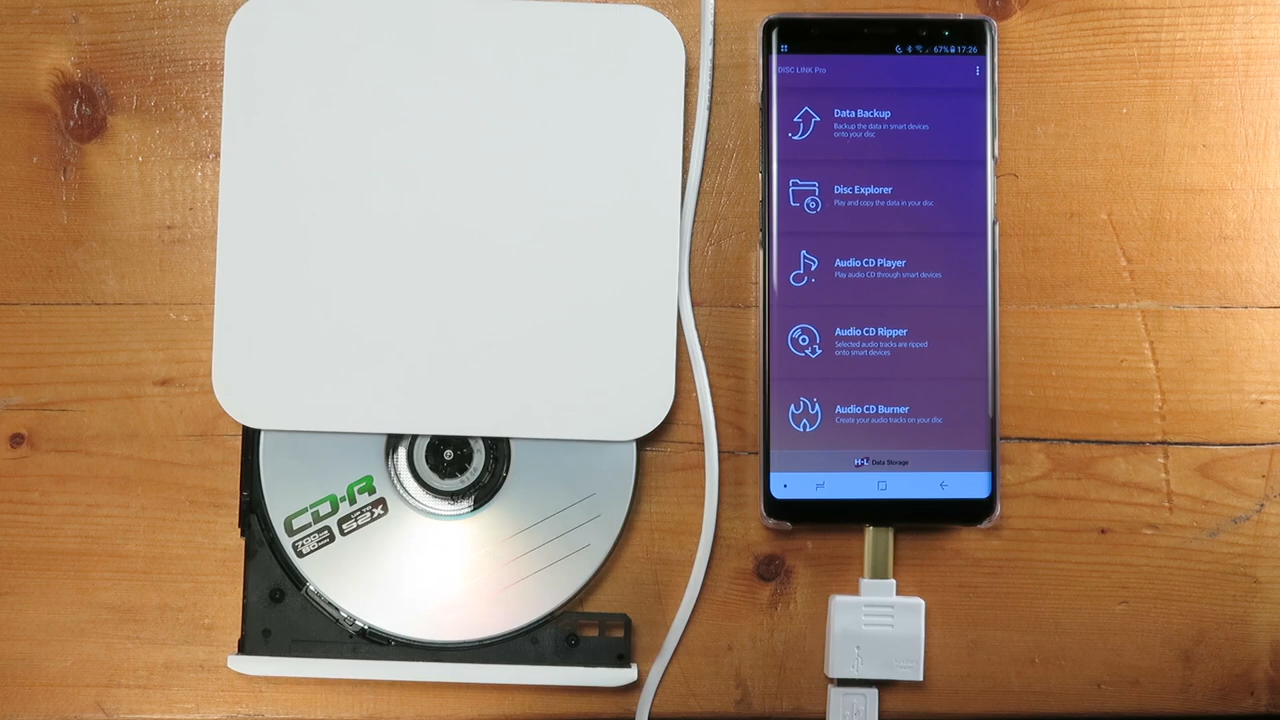 67% 17:26
DISC LINK Pro
Data Backup
Backup the data in smart devices
onto your disc
Disc Explorer
Play and copy the data in your disc
Audio CD Player
Play audio CD through smart devices
Audio CD Ripper
Selected audio tracks are ripped
onto smart devices
Audio CD Burner
Create your audio tracks on your disc
H·L Data Storage
CD-R
UP TO
52X
700MB
80MIN